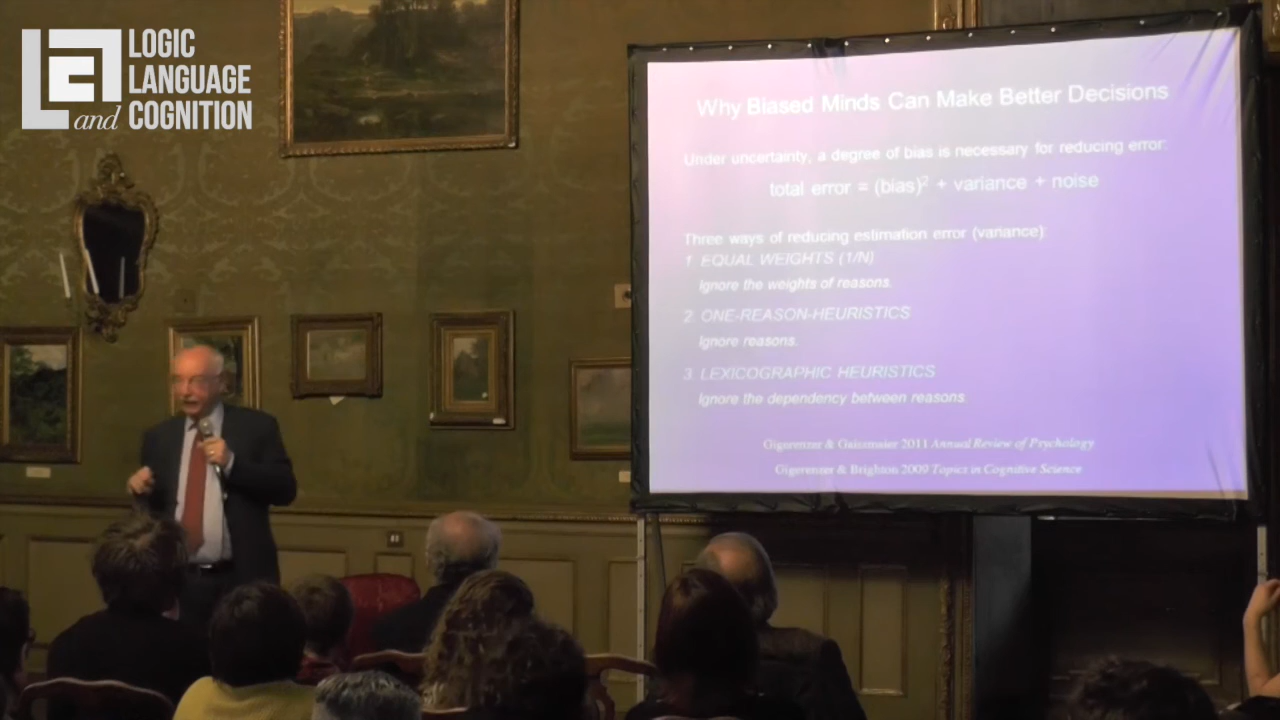 LOGIC
LANGUAGE
and COGNITION
Why Biased Minds Can Make Better Decisions
Under uncertainty, a degree of bias is necessary for reducing error:
total error = (bias)² + variance + noise
Three ways of reducing estimation error (variance):
1. EQUAL WEIGHTS (1/N)
Ignore the weights of reasons.
2. ONE-REASON-HEURISTICS
Ignore reasons.
3. LEXICOGRAPHIC HEURISTICS
Ignore the dependency between reasons.
Gigerenzer & Gaissmaier 2011 Annual Review of Psychology
Gigerenzer & Brighton 2009 Topics in Cognitive Science